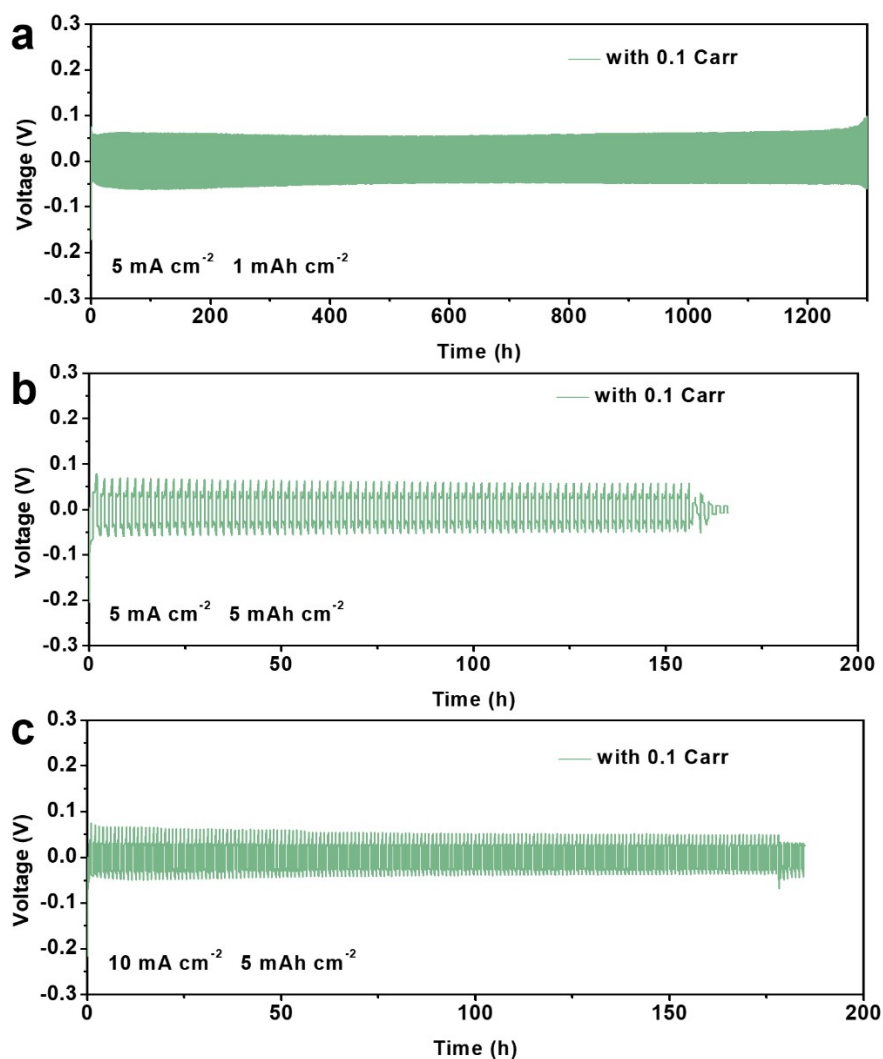 a
0.3
with 0.1 Carr
0.2
0.1
0.0
-0.1
-0.2
5 mA cm⁻² 1 mAh cm⁻²
-0.3
Voltage (V)
0 200 400 600 800 1000 1200
Time (h)
b
0.3
with 0.1 Carr
0.2
0.1
0.0
-0.1
-0.2
5 mA cm⁻² 5 mAh cm⁻²
-0.3
Voltage (V)
0 50 100 150 200
Time (h)
c
0.3
with 0.1 Carr
0.2
0.1
0.0
-0.1
-0.2
10 mA cm⁻² 5 mAh cm⁻²
-0.3
Voltage (V)
0 50 100 150 200
Time (h)